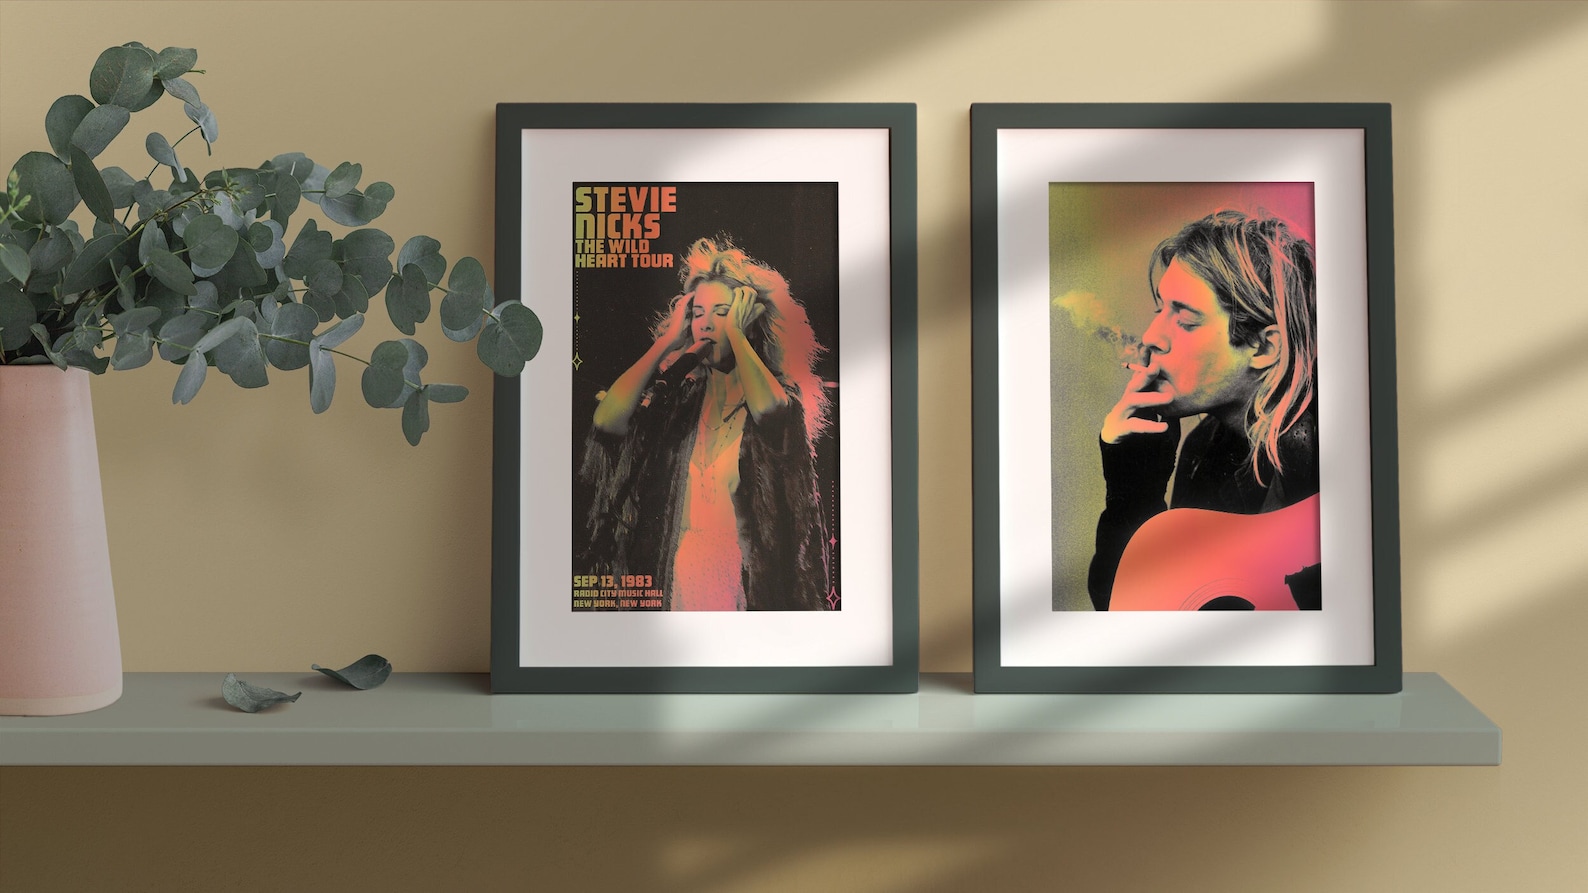 STEVIE
NICKS
THE WILD
HEART TOUR
SEP 13, 1983
RADIO CITY MUSIC HALL
NEW YORK, NEW YORK